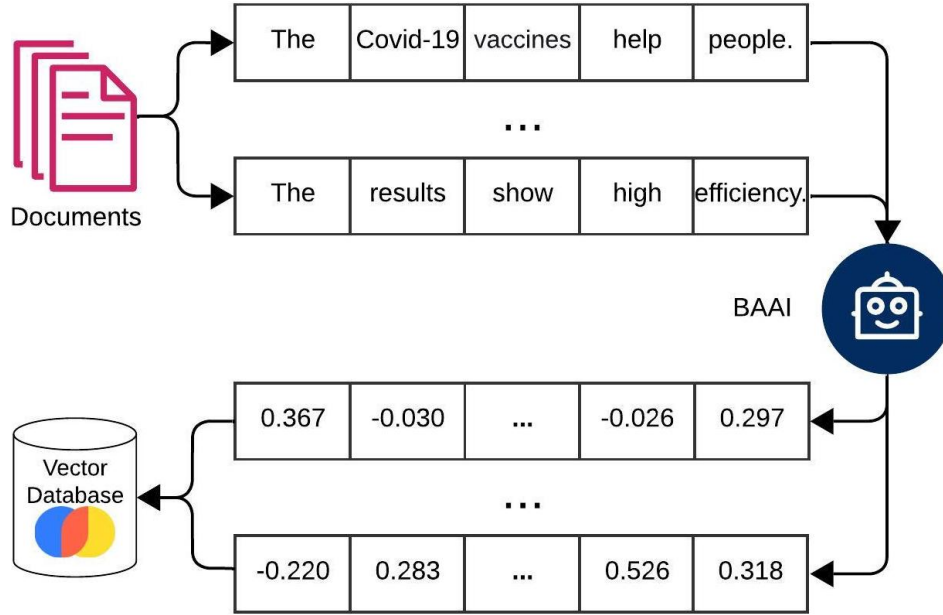 The Covid-19 vaccines help people.
...
The results show high efficiency.
Documents
BAAI
0.367 -0.030 ... -0.026 0.297
...
-0.220 0.283 ... 0.526 0.318
Vector
Database